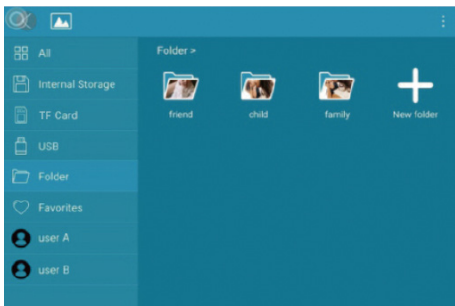 All
Internal Storage
TF Card
USB
Folder
Favorites
user A
user B
Folder >
friend
child
family
New folder